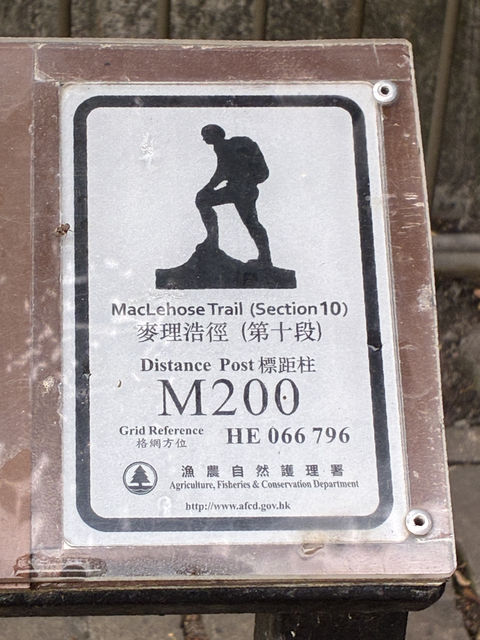 MacLehose Trail (Section 10)
麥理浩徑 (第十段)
Distance Post 標距柱
M200
Grid Reference HE 066 796
格網方位
漁農自然護理署
Agriculture, Fisheries & Conservation Department
http://www.afcd.gov.hk